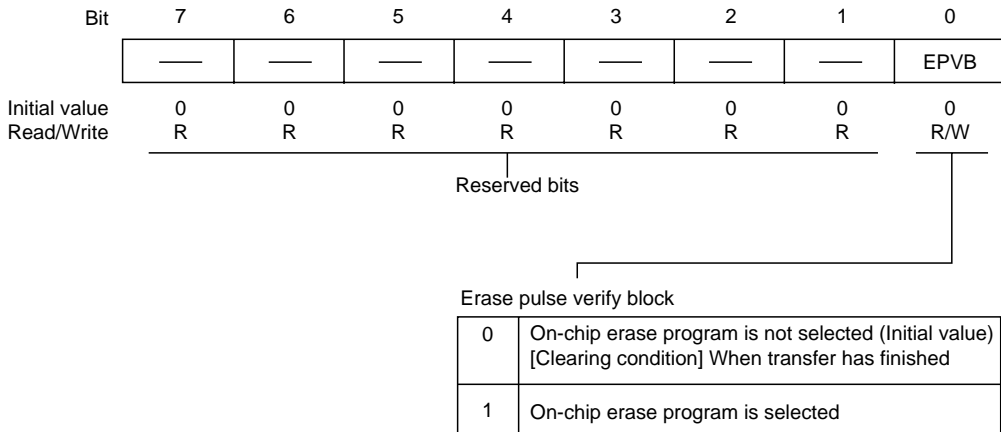 Bit 7 6 5 4 3 2 1 0
— — — — — — — EPVB
Initial value 0 0 0 0 0 0 0 0
Read/Write R R R R R R R R/W
Reserved bits
Erase pulse verify block
0 On-chip erase program is not selected (Initial value)
[Clearing condition] When transfer has finished
1 On-chip erase program is selected